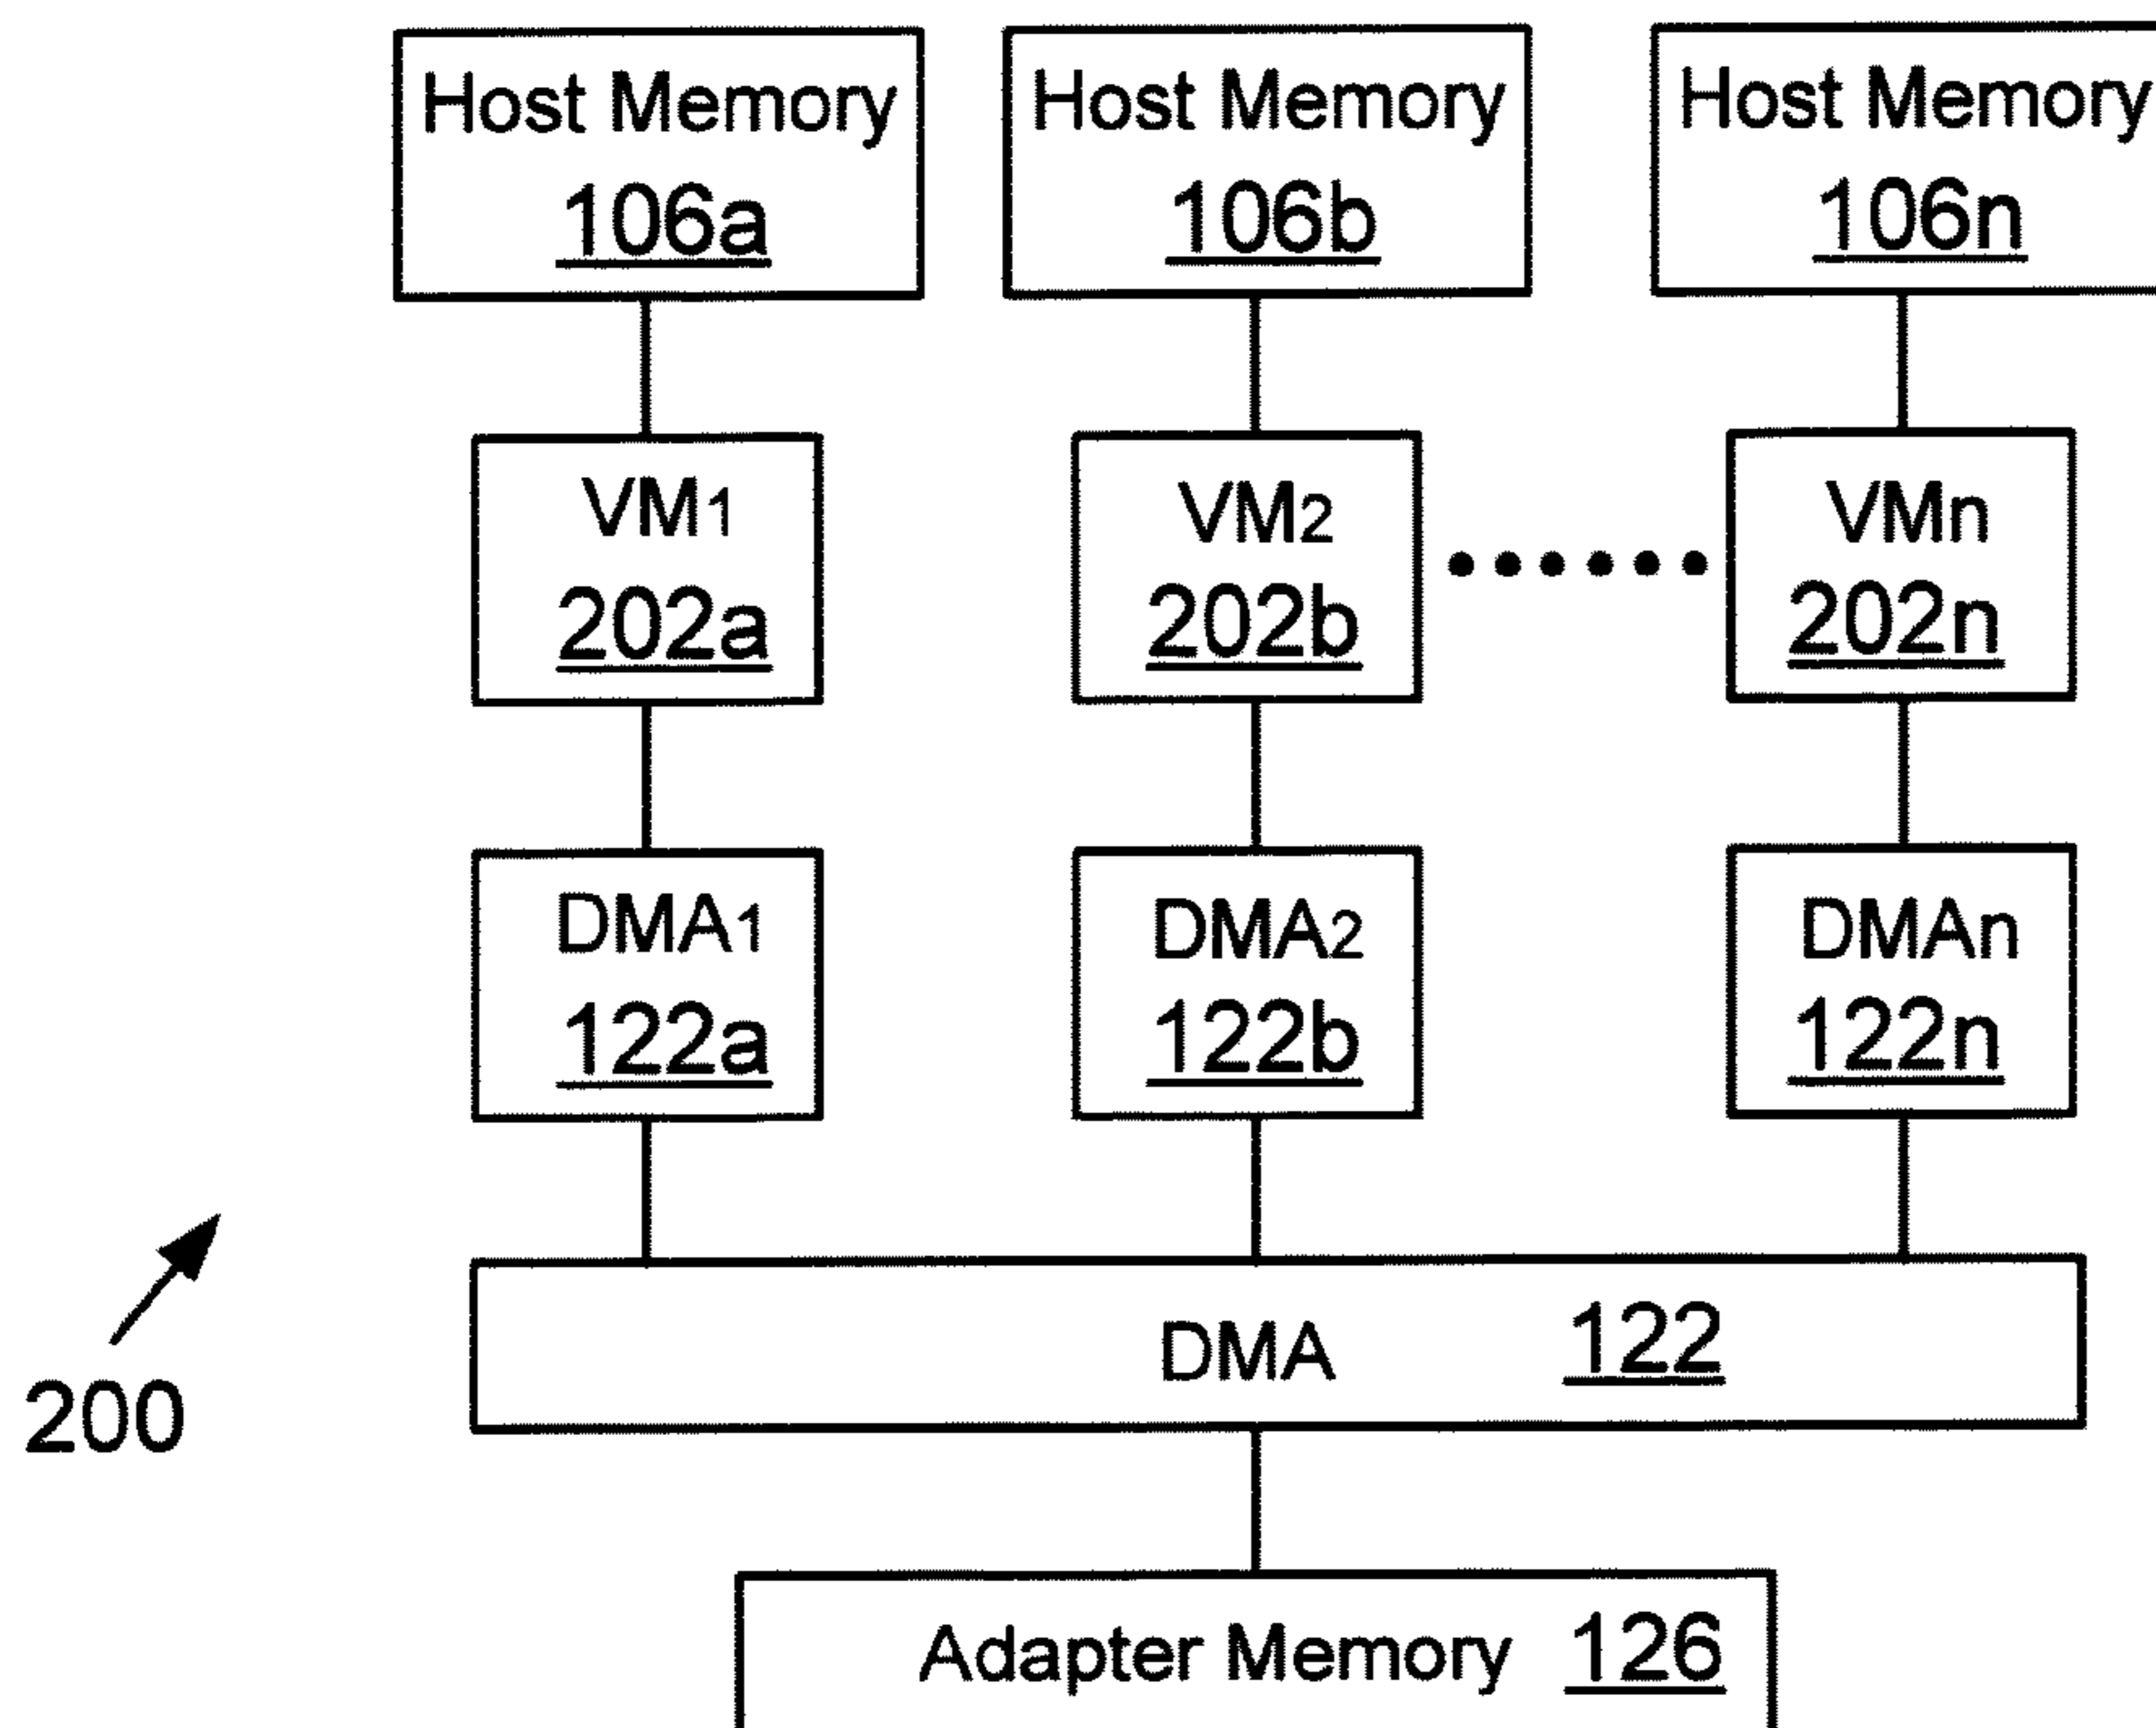 Host Memory Host Memory Host Memory
106a 106b 106n
VM1 VM2 VMn
202a 202b 202n
DMA1 DMA2 DMAn
122a 122b 122n
DMA 122
200
Adapter Memory 126